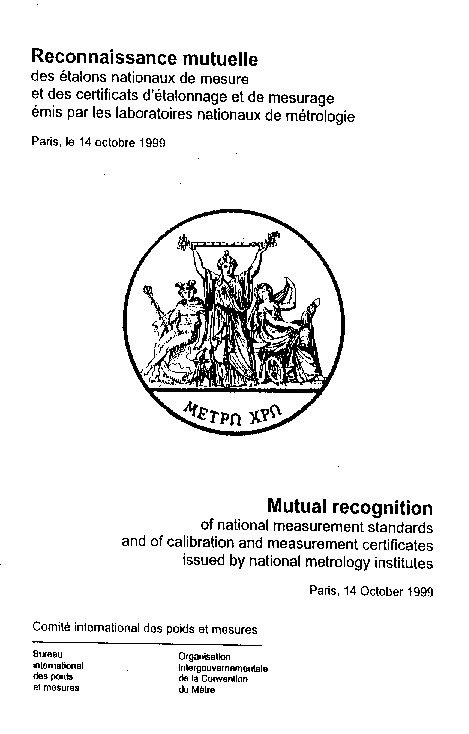 Reconnaissance mutuelle
des étalons nationaux de mesure
et des certificats d'étalonnage et de mesurage
émis par les laboratoires nationaux de métrologie
Paris, le 14 octobre 1999
ΜΕΤΡΩ ΧΡΩ
Mutual recognition
of national measurement standards
and of calibration and measurement certificates
issued by national metrology institutes
Paris, 14 October 1999
Comité international des poids et mesures
Bureau
international
des poids
et mesures
Organisation
intergouvernementale
de la Convention
du Mètre